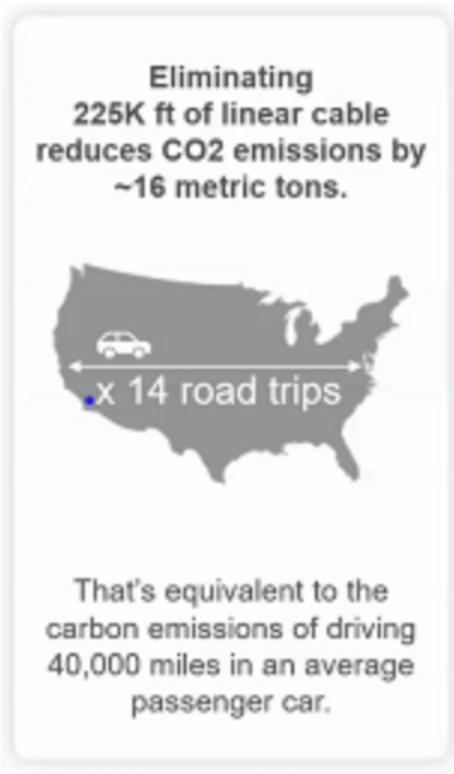 Eliminating
225K ft of linear cable
reduces CO2 emissions by
~16 metric tons.
x 14 road trips
That's equivalent to the
carbon emissions of driving
40,000 miles in an average
passenger car.